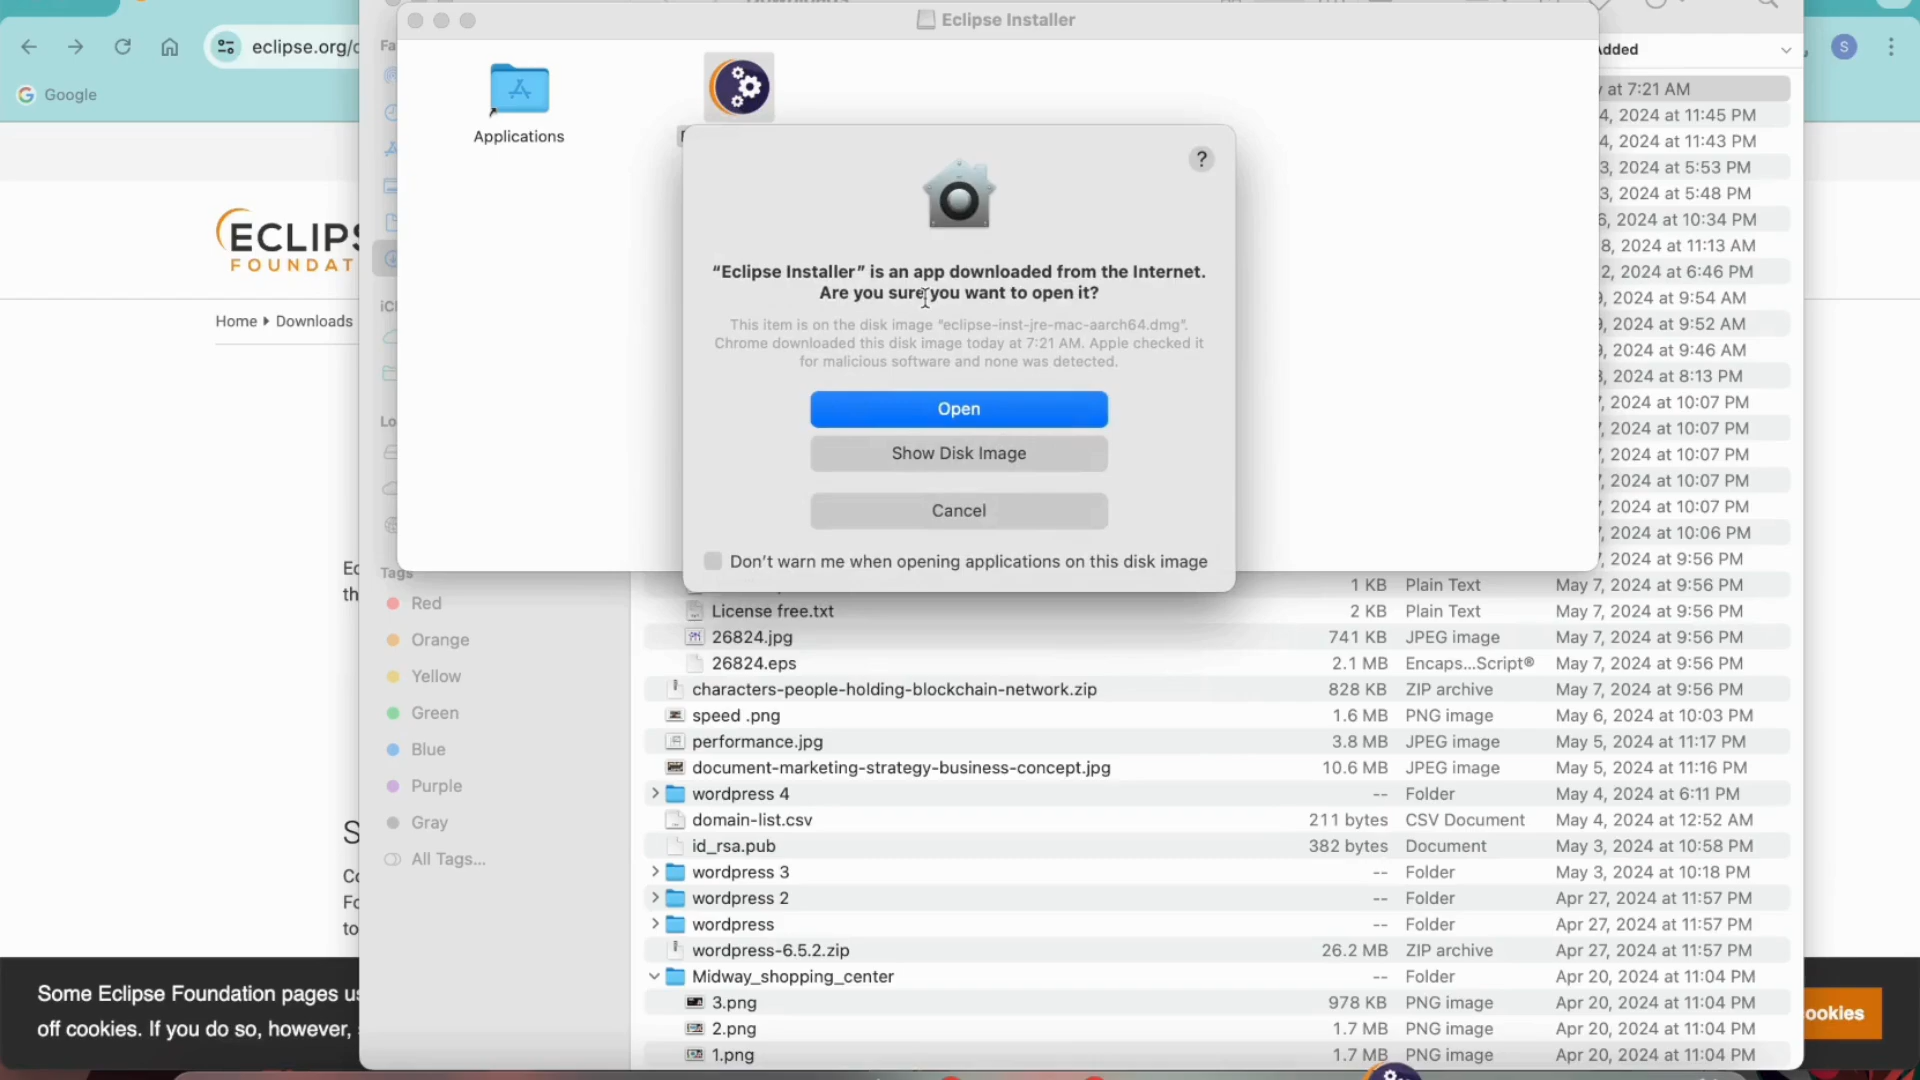 Eclipse Installer
eclipse.org/
Google
S
Applications
?
“Eclipse Installer” is an app downloaded from the Internet.
Are you sure you want to open it?
This item is on the disk image “eclipse-inst-jre-mac-aarch64.dmg”.
Chrome downloaded this disk image today at 7:21 AM. Apple checked it
for malicious software and none was detected.
Open
Show Disk Image
Cancel
Don’t warn me when opening applications on this disk image
ECLIPS
FOUNDAT
Home Downloads
Tags
Red
Orange
Yellow
Green
Blue
Purple
Gray
All Tags...
Added
at 7:21 AM
4, 2024 at 11:45 PM
4, 2024 at 11:43 PM
3, 2024 at 5:53 PM
3, 2024 at 5:48 PM
6, 2024 at 10:34 PM
8, 2024 at 11:13 AM
2, 2024 at 6:46 PM
, 2024 at 9:54 AM
, 2024 at 9:52 AM
, 2024 at 9:46 AM
, 2024 at 8:13 PM
, 2024 at 10:07 PM
, 2024 at 10:07 PM
, 2024 at 10:07 PM
, 2024 at 10:07 PM
, 2024 at 10:07 PM
, 2024 at 10:06 PM
, 2024 at 9:56 PM
1 KB Plain Text May 7, 2024 at 9:56 PM
License free.txt 2 KB Plain Text May 7, 2024 at 9:56 PM
26824.jpg 741 KB JPEG image May 7, 2024 at 9:56 PM
26824.eps 2.1 MB Encaps...Script® May 7, 2024 at 9:56 PM
characters-people-holding-blockchain-network.zip 828 KB ZIP archive May 7, 2024 at 9:56 PM
speed .png 1.6 MB PNG image May 6, 2024 at 10:03 PM
performance.jpg 3.8 MB JPEG image May 5, 2024 at 11:17 PM
document-marketing-strategy-business-concept.jpg 10.6 MB JPEG image May 5, 2024 at 11:16 PM
wordpress 4 -- Folder May 4, 2024 at 6:11 PM
domain-list.csv 211 bytes CSV Document May 4, 2024 at 12:52 AM
id_rsa.pub 382 bytes Document May 3, 2024 at 10:58 PM
wordpress 3 -- Folder May 3, 2024 at 10:18 PM
wordpress 2 -- Folder Apr 27, 2024 at 11:57 PM
wordpress -- Folder Apr 27, 2024 at 11:57 PM
wordpress-6.5.2.zip 26.2 MB ZIP archive Apr 27, 2024 at 11:57 PM
Midway_shopping_center -- Folder Apr 20, 2024 at 11:04 PM
3.png 978 KB PNG image Apr 20, 2024 at 11:04 PM
2.png 1.7 MB PNG image Apr 20, 2024 at 11:04 PM
1.png 1.7 MB PNG image Apr 20, 2024 at 11:04 PM
Some Eclipse Foundation pages
off cookies. If you do so, however,
ookies